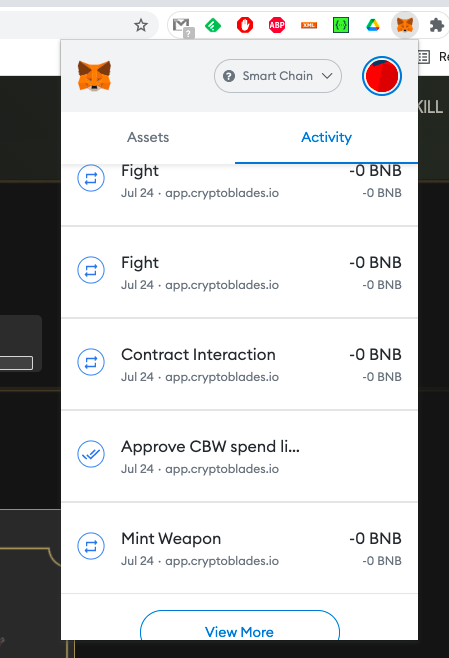 ?
ABP
XML
{·}
Re
? Smart Chain
KILL
Assets
Activity
Fight
-0 BNB
Jul 24 · app.cryptoblades.io
-0 BNB
Fight
-0 BNB
Jul 24 · app.cryptoblades.io
-0 BNB
Contract Interaction
-0 BNB
Jul 24 · app.cryptoblades.io
-0 BNB
Approve CBW spend li...
Jul 24 · app.cryptoblades.io
Mint Weapon
-0 BNB
Jul 24 · app.cryptoblades.io
-0 BNB
View More